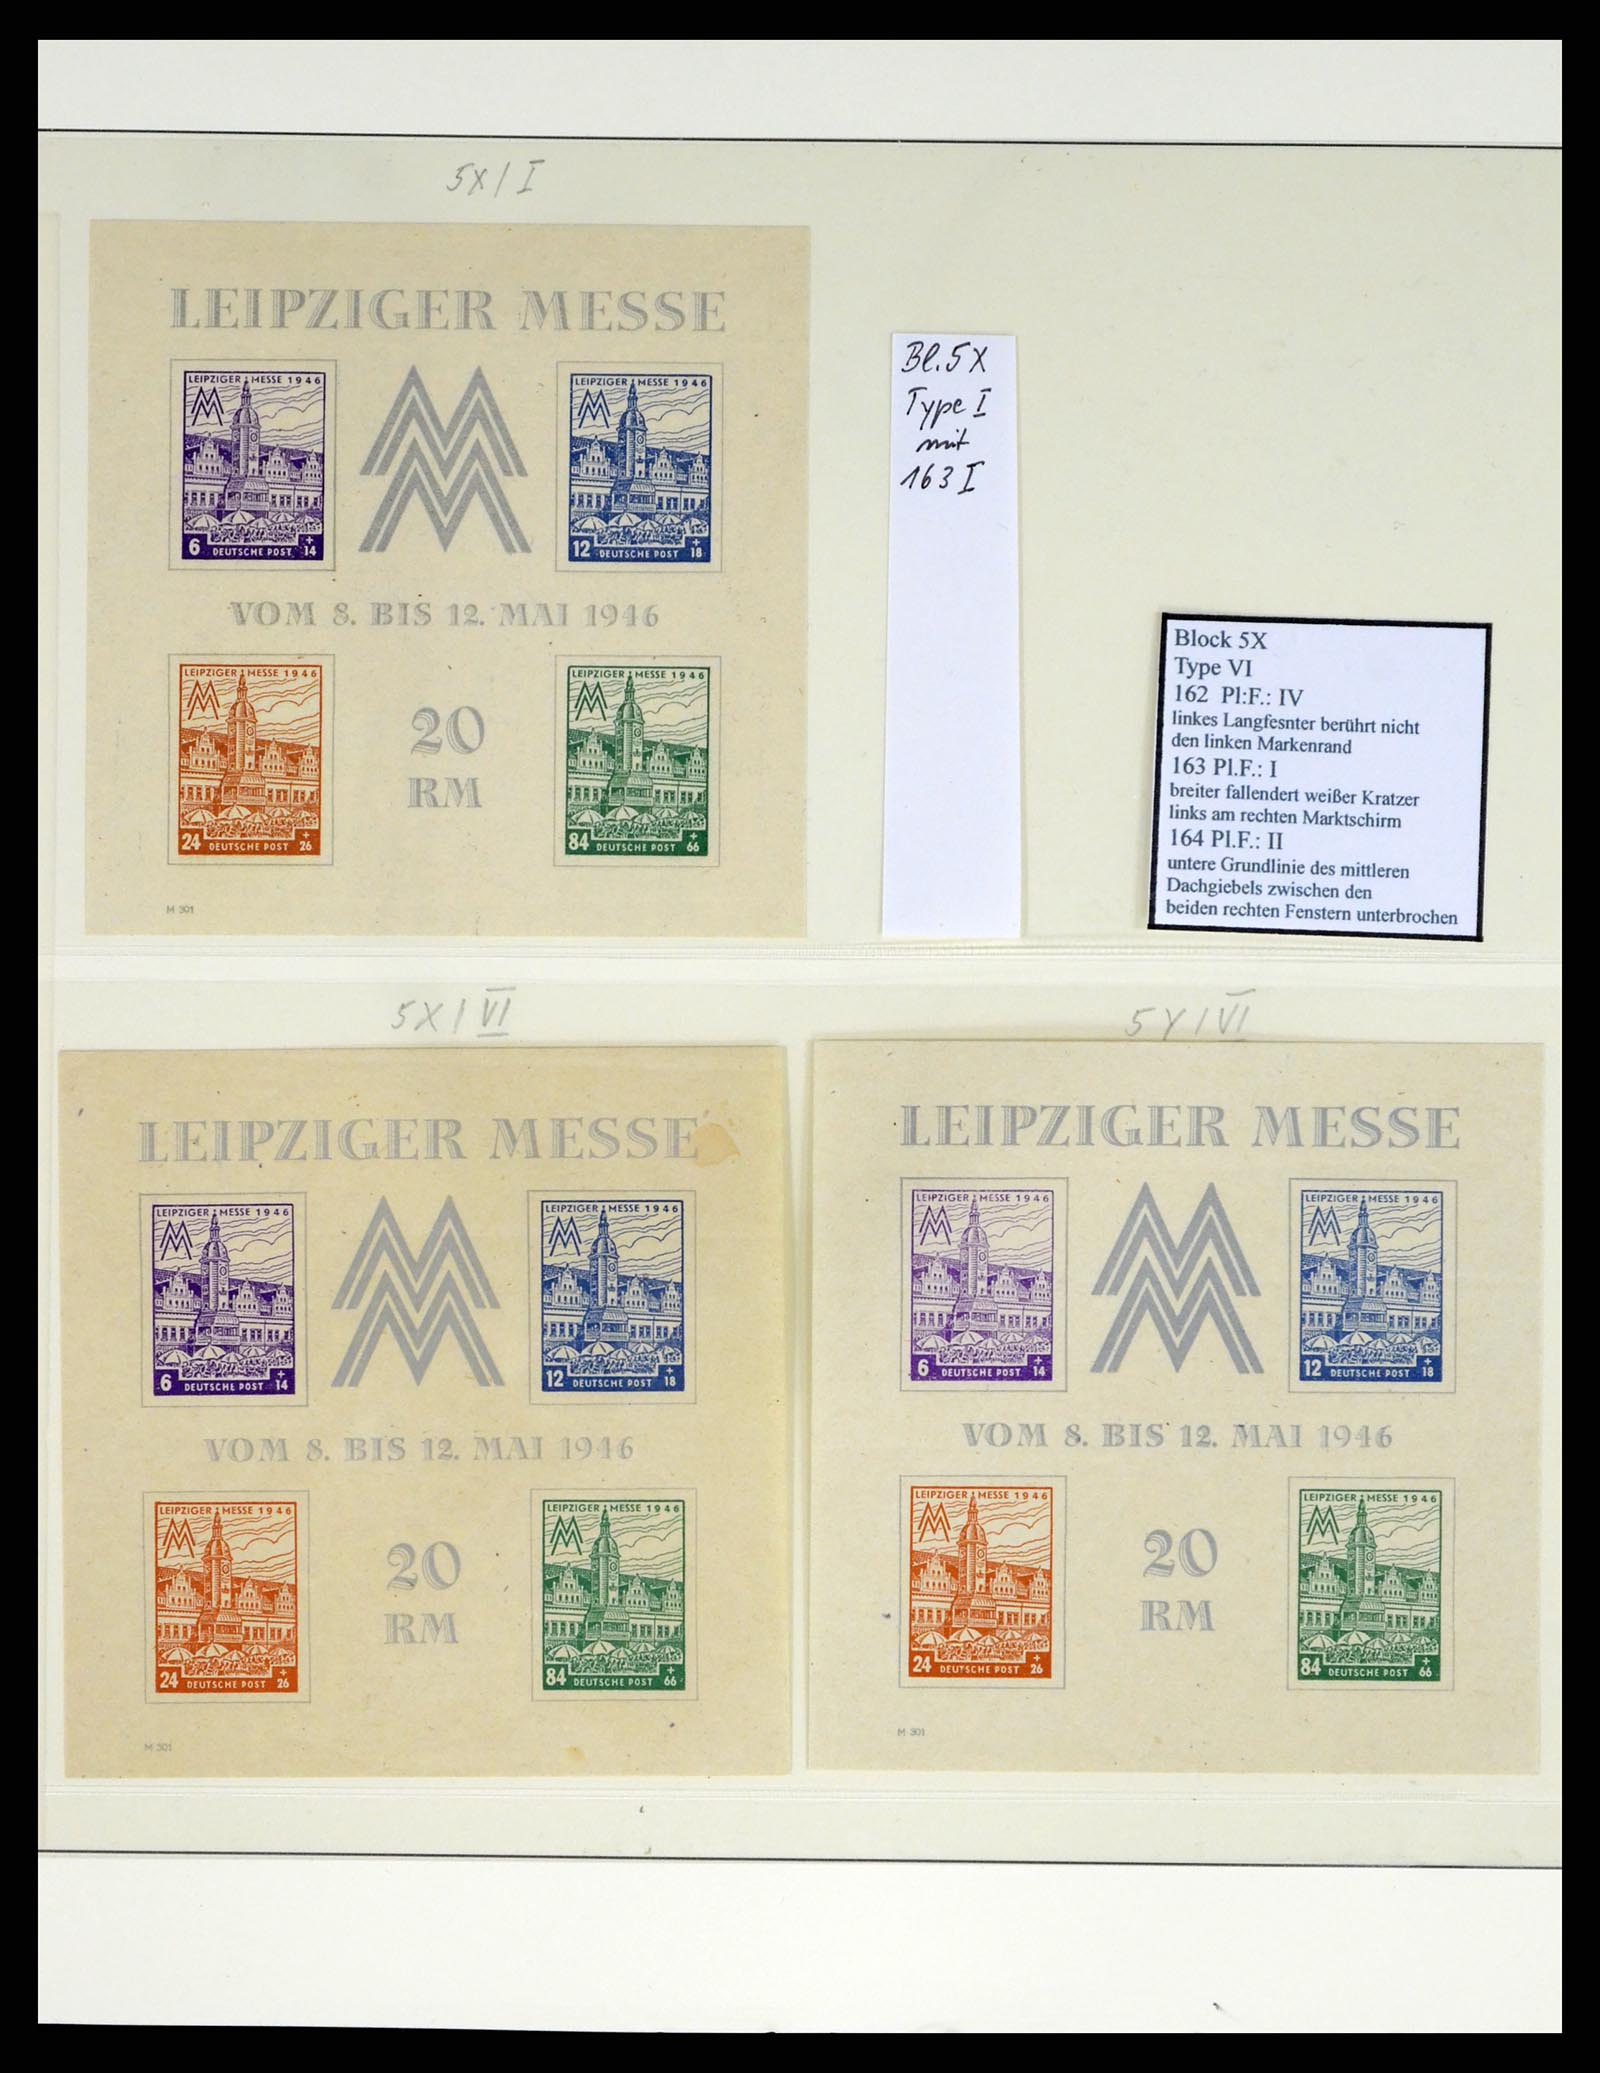 5X/I
LEIPZIGER MESSE
LEIPZIGER MESSE 1946
6 DEUTSCHE POST + 14
LEIPZIGER MESSE 1946
12 DEUTSCHE POST + 18
VOM 8. BIS 12. MAI 1946
LEIPZIGER MESSE 1946
24 DEUTSCHE POST + 26
20
RM
LEIPZIGER MESSE 1946
84 DEUTSCHE POST + 66
M 301
Bl. 5X
Type I
mit
163 I
Block 5X
Type VI
162 Pl:F.: IV
linkes Langfesnter berührt nicht
den linken Markenrand
163 Pl.F.: I
breiter fallendert weißer Kratzer
links am rechten Marktschirm
164 Pl.F.: II
untere Grundlinie des mittleren
Dachgiebels zwischen den
beiden rechten Fenstern unterbrochen
5X/VI
LEIPZIGER MESSE
LEIPZIGER MESSE 1946
6 DEUTSCHE POST + 14
LEIPZIGER MESSE 1946
12 DEUTSCHE POST + 18
VOM 8. BIS 12. MAI 1946
LEIPZIGER MESSE 1946
24 DEUTSCHE POST + 26
20
RM
LEIPZIGER MESSE 1946
84 DEUTSCHE POST + 66
M 301
5Y/VI
LEIPZIGER MESSE
LEIPZIGER MESSE 1946
6 DEUTSCHE POST + 14
LEIPZIGER MESSE 1946
12 DEUTSCHE POST + 18
VOM 8. BIS 12. MAI 1946
LEIPZIGER MESSE 1946
24 DEUTSCHE POST + 26
20
RM
LEIPZIGER MESSE 1946
84 DEUTSCHE POST + 66
M 301